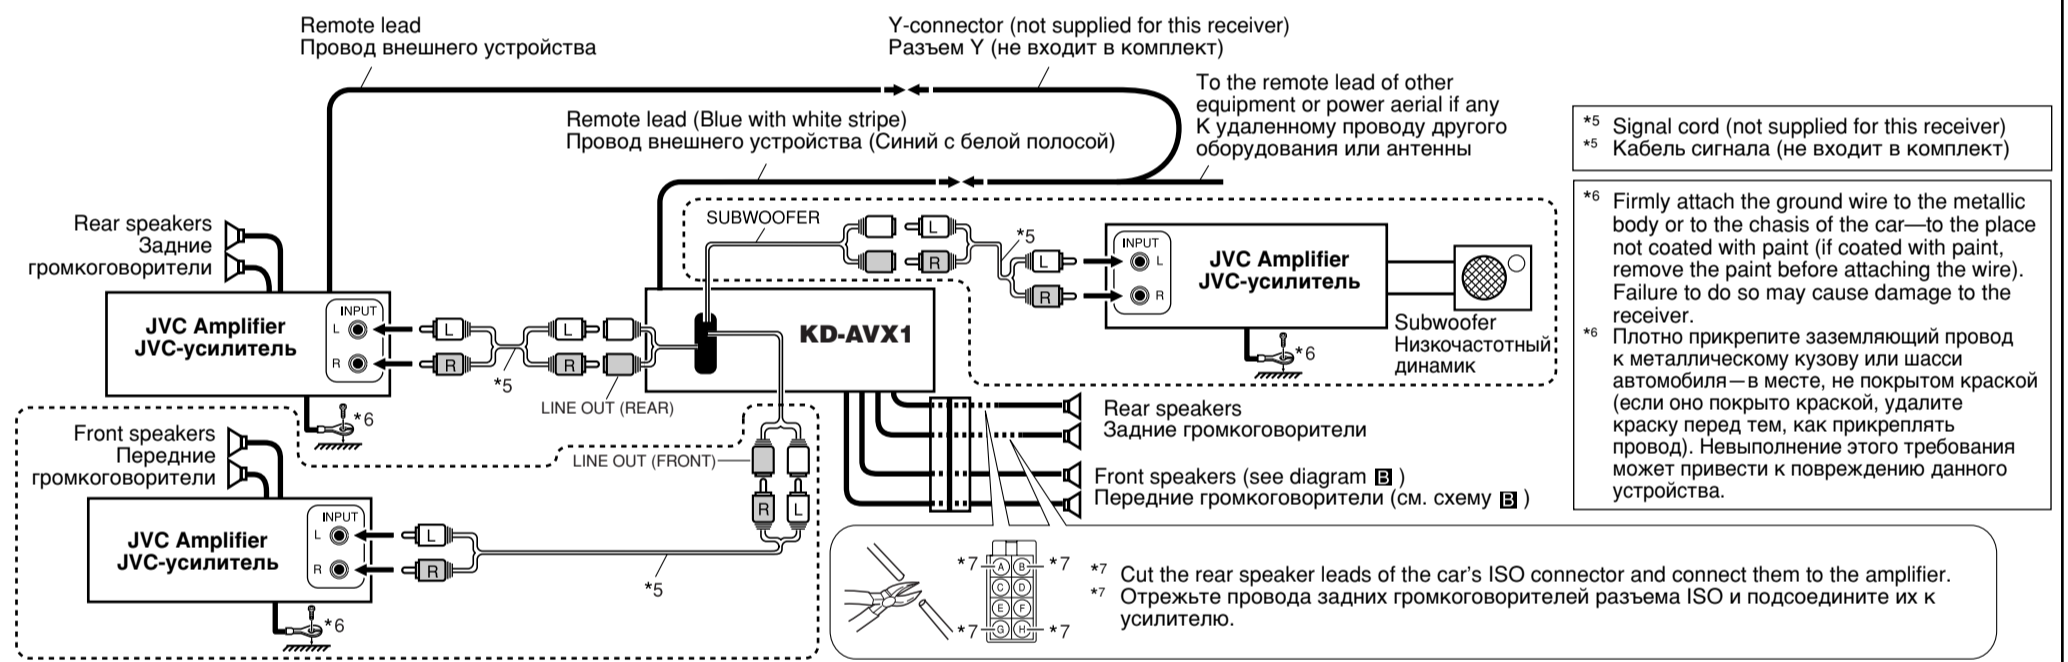 Remote lead
Провод внешнего устройства
Y-connector (not supplied for this receiver)
Разъем Y (не входит в комплект)
To the remote lead of other
equipment or power aerial if any
К удаленному проводу другого
оборудования или антенны
Remote lead (Blue with white stripe)
Провод внешнего устройства (Синий с белой полосой)
*5 Signal cord (not supplied for this receiver)
*5 Кабель сигнала (не входит в комплект)
*6 Firmly attach the ground wire to the metallic
body or to the chasis of the car—to the place
not coated with paint (if coated with paint,
remove the paint before attaching the wire).
Failure to do so may cause damage to the
receiver.
*6 Плотно прикрепите заземляющий провод
к металлическому кузову или шасси
автомобиля—в месте, не покрытом краской
(если оно покрыто краской, удалите
краску перед тем, как прикреплять
провод). Невыполнение этого требования
может привести к повреждению данного
устройства.
Rear speakers
Задние
громкоговорители
JVC Amplifier
JVC-усилитель
INPUT
L
R
L
R
*5
L
R
LINE OUT (REAR)
*6
KD-AVX1
SUBWOOFER
L
R
*5
L
R
INPUT
L
R
JVC Amplifier
JVC-усилитель
*6
Subwoofer
Низкочастотный
динамик
Rear speakers
Задние громкоговорители
Front speakers (see diagram B )
Передние громкоговорители (см. схему B )
Front speakers
Передние
громкоговорители
LINE OUT (FRONT)
R
L
JVC Amplifier
JVC-усилитель
INPUT
L
R
L
R
*5
*6
*7 A B *7
C D
E F
*7 G H *7
*7 Cut the rear speaker leads of the car's ISO connector and connect them to the amplifier.
*7 Отрежьте провода задних громкоговорителей разъема ISO и подсоедините их к
усилителю.